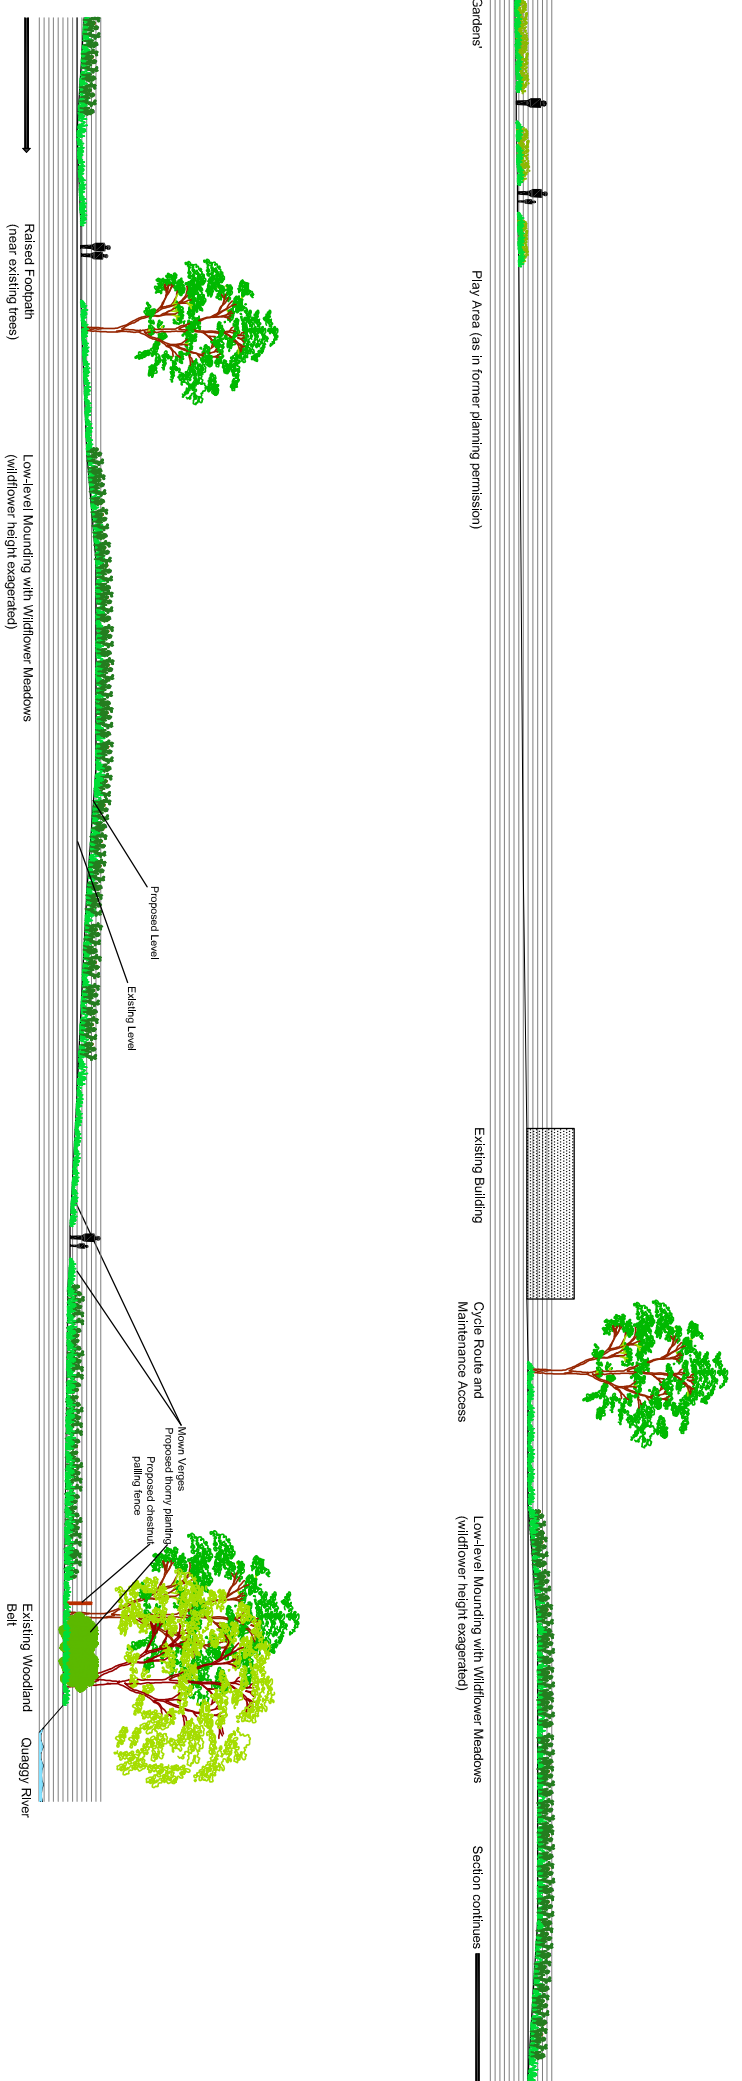 Gardens'
Play Area (as in former planning permission)
Existing Building
Cycle Route and
Maintenance Access
Low-level Mounding with Wildflower Meadows
(wildflower height exagerated)
Section continues
Raised Footpath
(near existing trees)
Low-level Mounding with Wildflower Meadows
(wildflower height exagerated)
Proposed Level
Existing Level
Mown Verges
Proposed thorny planting
Proposed chestnut
palling fence
Existing Woodland
Belt
Quaggy River